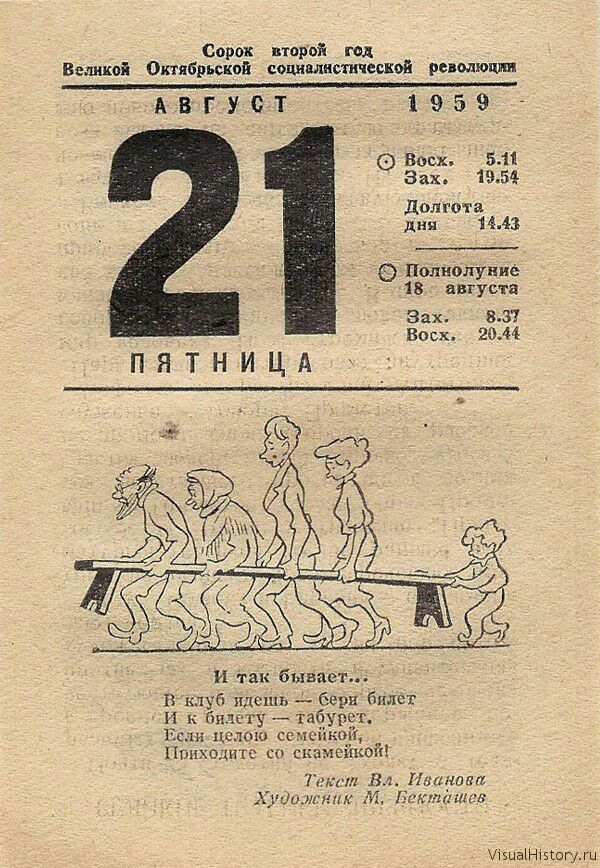 Сорок второй год
Великой Октябрьской социалистической революции
АВГУСТ 1959
21
Восх. 5.11
Зах. 19.54
Долгота
дня 14.43
Полнолуние
18 августа
Зах. 8.37
Восх. 20.44
ПЯТНИЦА
И так бывает...
В клуб идешь — бери билет
И к билету — табурет.
Если целою семейкой,
Приходите со скамейкой!
Текст Вл. Иванова
Художник М. Бекташев
VisualHistory.ru